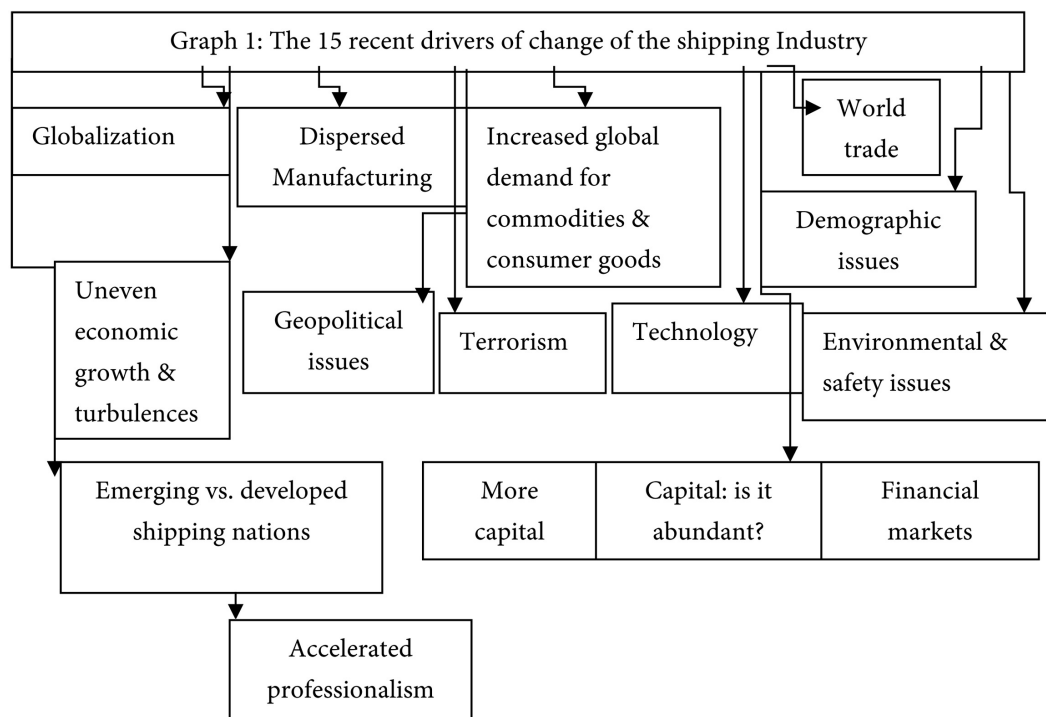 Graph 1: The 15 recent drivers of change of the shipping Industry
Globalization
Dispersed
Manufacturing
Increased global
demand for
commodities &
consumer goods
World
trade
Demographic
issues
Uneven
economic
growth &
turbulences
Geopolitical
issues
Terrorism
Technology
Environmental &
safety issues
Emerging vs. developed
shipping nations
More
capital
Capital: is it
abundant?
Financial
markets
Accelerated
professionalism